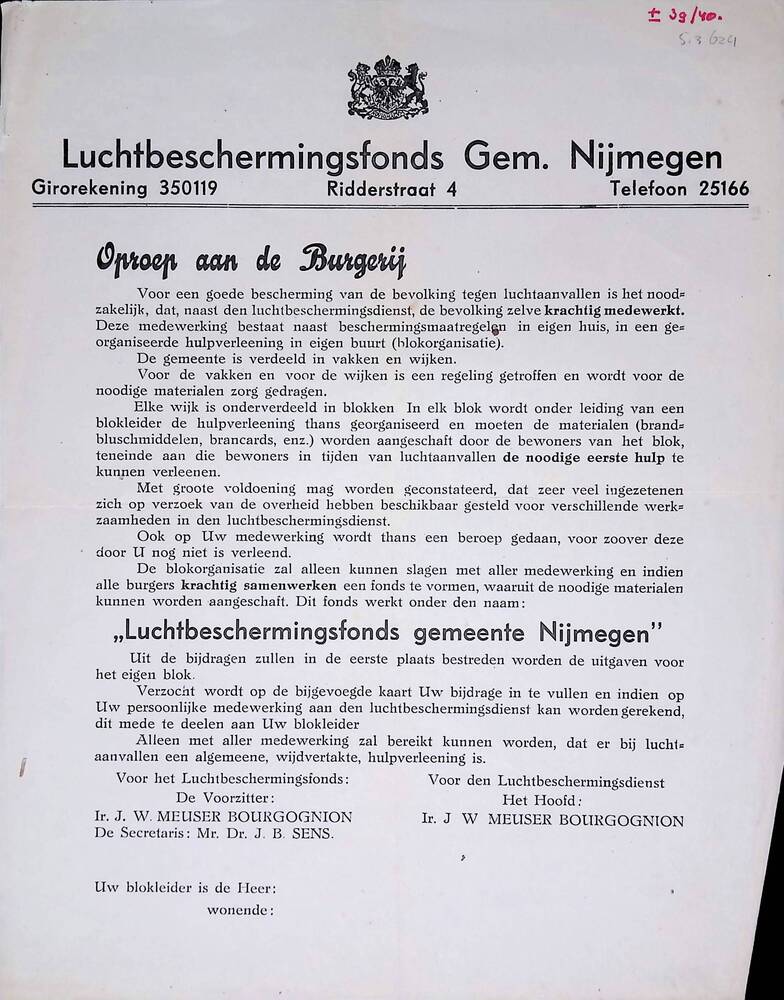 ± 39/40.
S.3 624
Luchtbeschermingsfonds Gem. Nijmegen
Girorekening 350119 Ridderstraat 4 Telefoon 25166
Oproep aan de Burgerij
Voor een goede bescherming van de bevolking tegen luchtaanvallen is het nood=
zakelijk, dat, naast den luchtbeschermingsdienst, de bevolking zelve krachtig medewerkt.
Deze medewerking bestaat naast beschermingsmaatregelen in eigen huis, in een ge=
organiseerde hulpverleening in eigen buurt (blokorganisatie).
De gemeente is verdeeld in vakken en wijken.
Voor de vakken en voor de wijken is een regeling getroffen en wordt voor de
noodige materialen zorg gedragen.
Elke wijk is onderverdeeld in blokken In elk blok wordt onder leiding van een
blokleider de hulpverleening thans georganiseerd en moeten de materialen (brand=
bluschmiddelen, brancards, enz.) worden aangeschaft door de bewoners van het blok,
teneinde aan die bewoners in tijden van luchtaanvallen de noodige eerste hulp te
kunnen verleenen.
Met groote voldoening mag worden geconstateerd, dat zeer veel ingezetenen
zich op verzoek van de overheid hebben beschikbaar gesteld voor verschillende werk=
zaamheden in den luchtbeschermingsdienst.
Ook op Uw medewerking wordt thans een beroep gedaan, voor zoover deze
door U nog niet is verleend.
De blokorganisatie zal alleen kunnen slagen met aller medewerking en indien
alle burgers krachtig samenwerken een fonds te vormen, waaruit de noodige materialen
kunnen worden aangeschaft. Dit fonds werkt onder den naam:
„Luchtbeschermingsfonds gemeente Nijmegen”
Uit de bijdragen zullen in de eerste plaats bestreden worden de uitgaven voor
het eigen blok.
Verzocht wordt op de bijgevoegde kaart Uw bijdrage in te vullen en indien op
Uw persoonlijke medewerking aan den luchtbeschermingsdienst kan worden gerekend,
dit mede te deelen aan Uw blokleider
Alleen met aller medewerking zal bereikt kunnen worden, dat er bij lucht=
aanvallen een algemeene, wijdvertakte, hulpverleening is.
Voor het Luchtbeschermingsfonds: Voor den Luchtbeschermingsdienst
De Voorzitter: Het Hoofd:
Ir. J. W. MEUSER BOURGOGNION Ir. J W MEUSER BOURGOGNION
De Secretaris: Mr. Dr. J. B. SENS.
Uw blokleider is de Heer:
wonende: